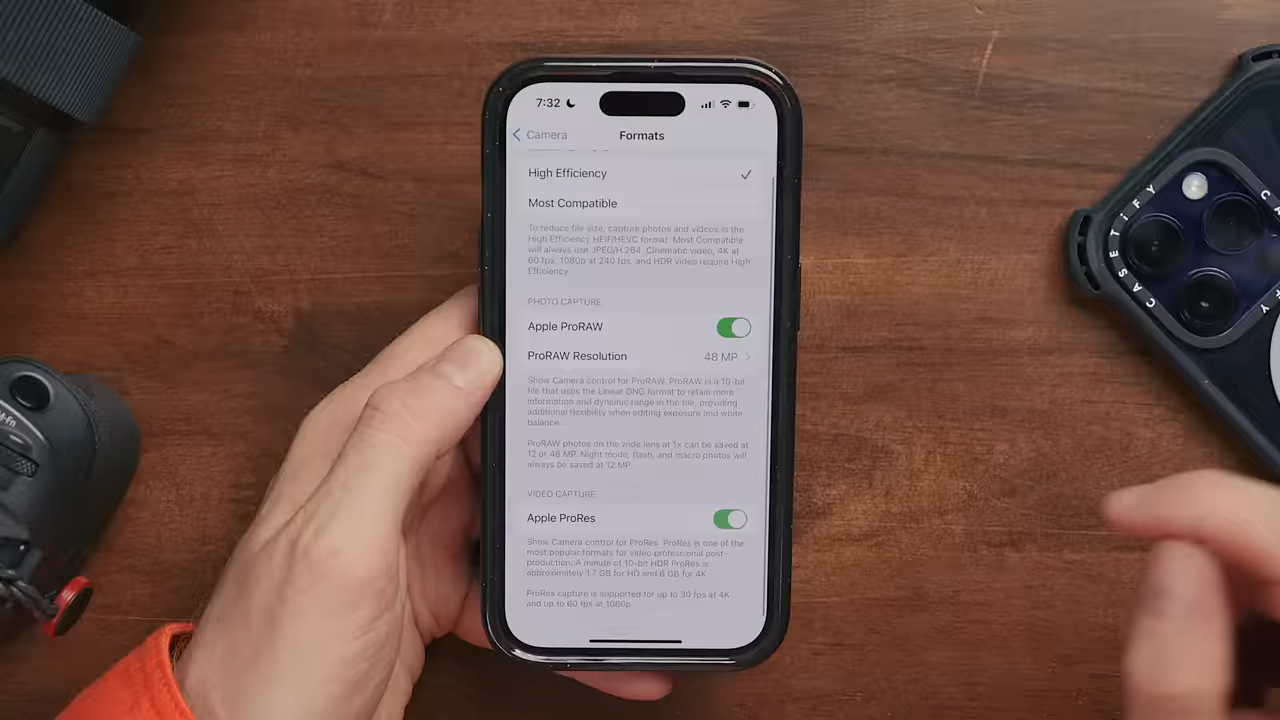 7:32
Camera
Formats
High Efficiency
Most Compatible
To reduce file size, capture photos and videos in the
High Efficiency HEIF/HEVC format. Most Compatible
will always use JPEG/H.264. Cinematic video, 4K at
60 fps, 1080p at 240 fps, and HDR video require High
Efficiency.
PHOTO CAPTURE
Apple ProRAW
ProRAW Resolution 48 MP
Show Camera control for ProRAW. ProRAW is a 10-bit
file that uses the Linear DNG format to retain more
information and dynamic range in the file, providing
additional flexibility when editing exposure and white
balance.
ProRAW photos on the wide lens at 1x can be saved at
12 or 48 MP. Night mode, flash, and macro photos will
always be saved at 12 MP.
VIDEO CAPTURE
Apple ProRes
Show Camera control for ProRes. ProRes is one of the
most popular formats for video professional post-
production. A minute of 10-bit HDR ProRes is
approximately 1.7 GB for HD and 6 GB for 4K.
ProRes capture is supported for up to 30 fps at 4K
and up to 60 fps at 1080p.
CASETiFY